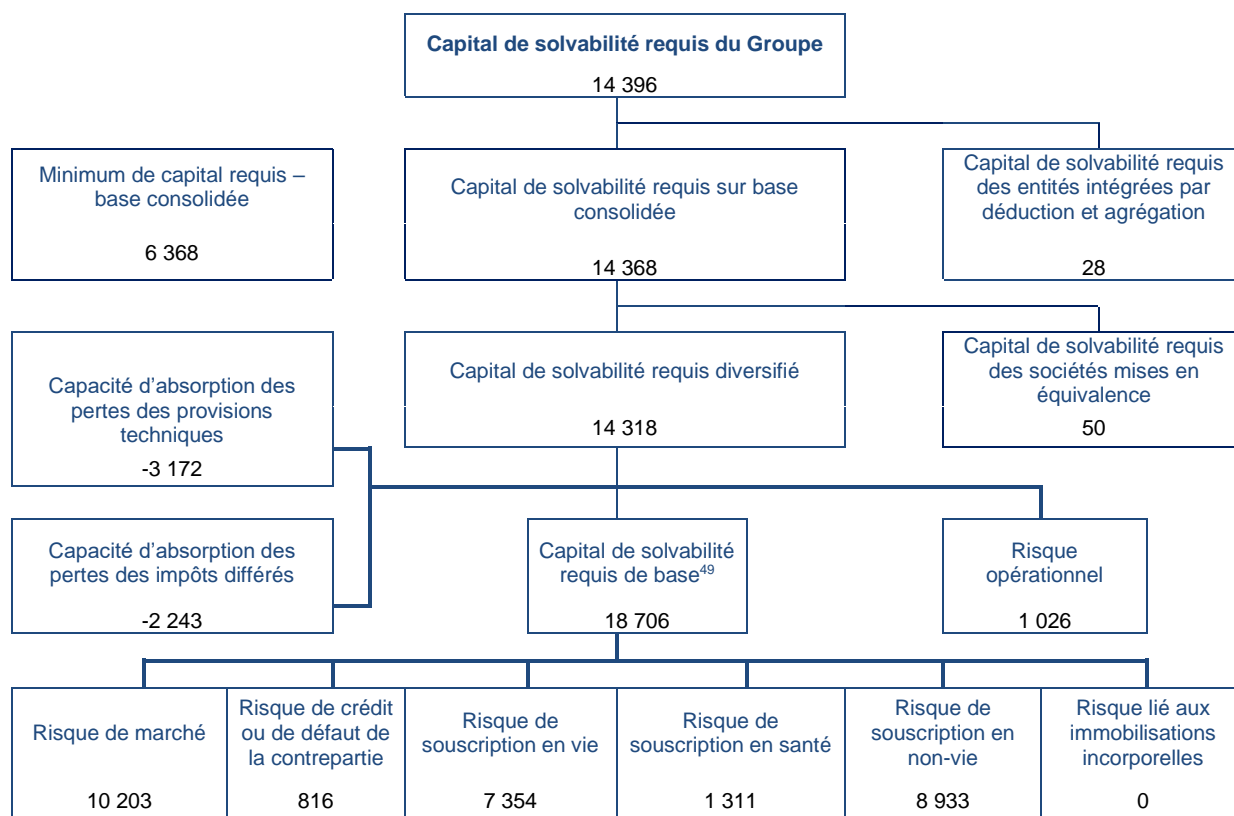 Capital de solvabilité requis du Groupe
14 396
Minimum de capital requis –
base consolidée
6 368
Capital de solvabilité requis sur base
consolidée
14 368
Capital de solvabilité requis
des entités intégrées par
déduction et agrégation
28
Capacité d’absorption des
pertes des provisions
techniques
-3 172
Capital de solvabilité requis diversifié
14 318
Capital de solvabilité requis
des sociétés mises en
équivalence
50
Capacité d’absorption des
pertes des impôts différés
-2 243
Capital de solvabilité
requis de base49
18 706
Risque
opérationnel
1 026
Risque de marché
10 203
Risque de crédit
ou de défaut de
la contrepartie
816
Risque de
souscription en vie
7 354
Risque de
souscription en santé
1 311
Risque de
souscription en
non-vie
8 933
Risque lié aux
immobilisations
incorporelles
0